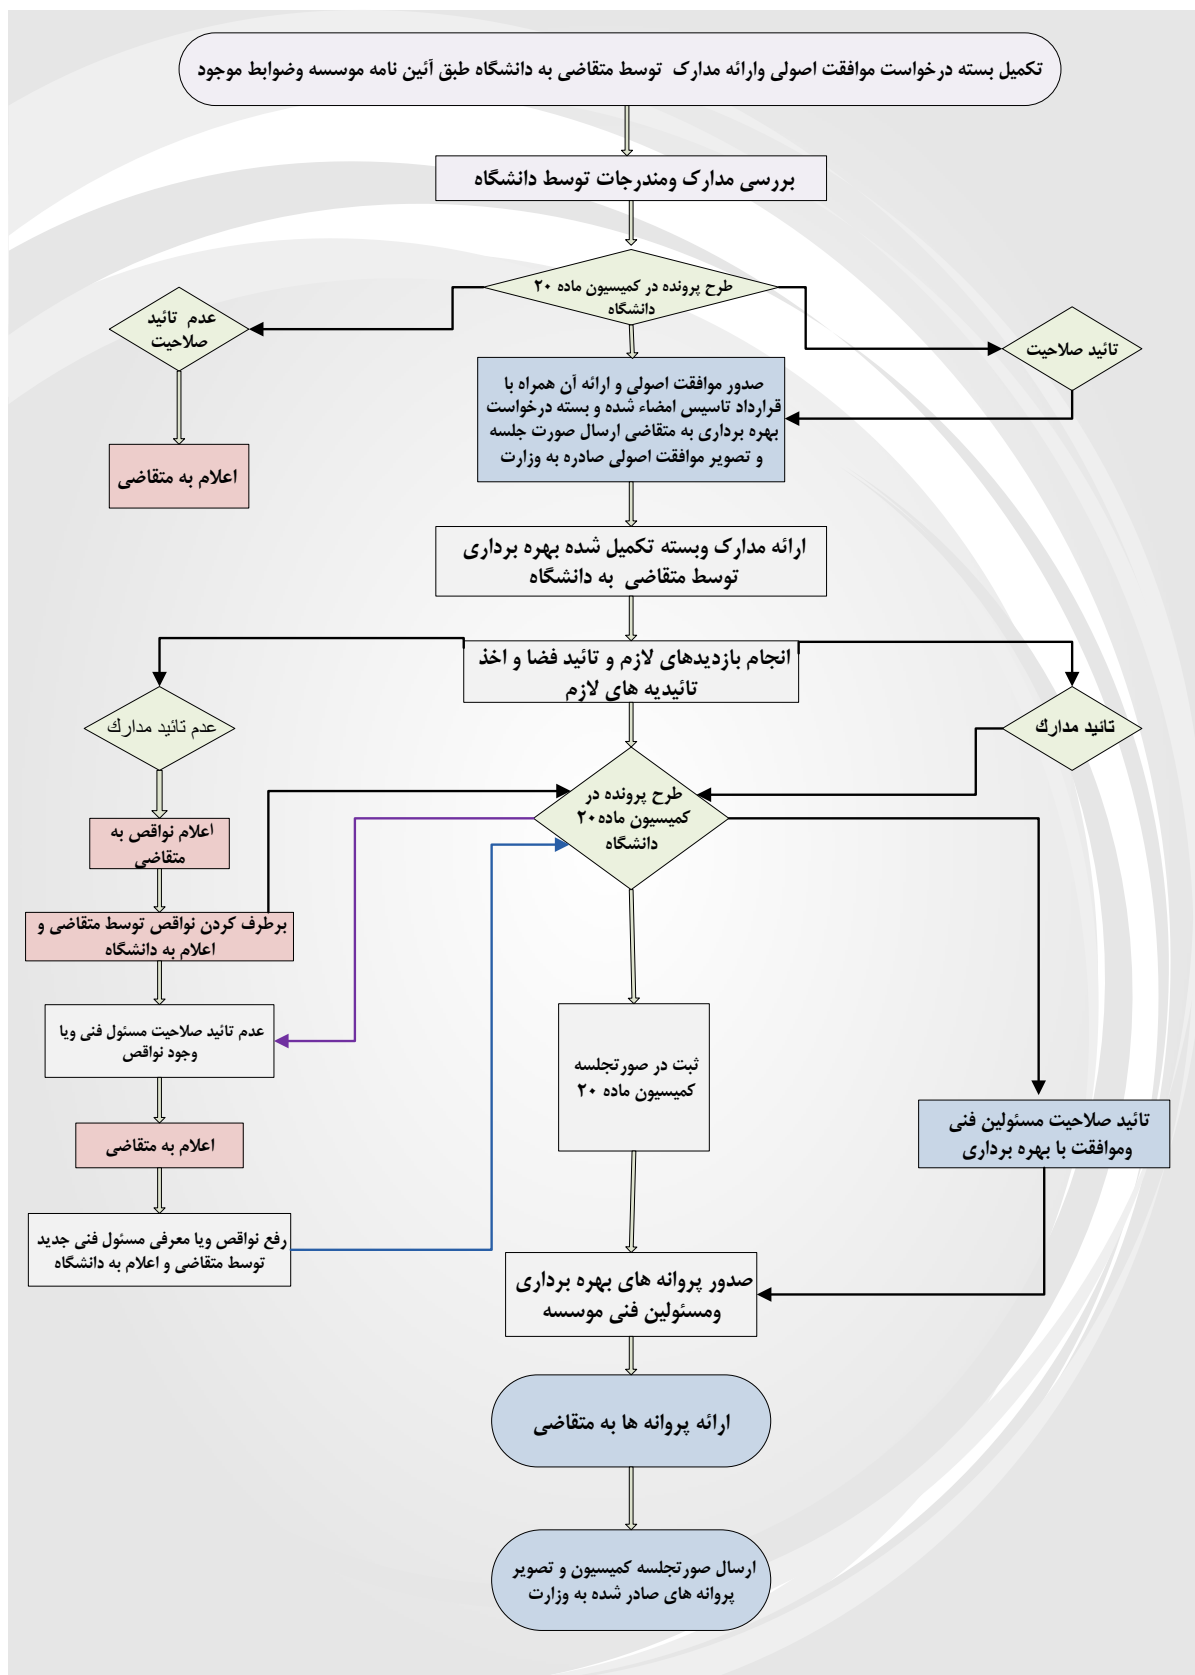 تکمیل بسته درخواست موافقت اصولی وارائه مدارک توسط متقاضی به دانشگاه طبق آئین نامه موسسه وضوابط موجود
بررسی مدارک ومندرجات توسط دانشگاه
طرح پرونده در کمیسیون ماده ۲۰
دانشگاه
عدم تائید
صلاحیت
تائید صلاحیت
صدور موافقت اصولی و ارائه آن همراه با
قرارداد تاسیس امضاء شده و بسته درخواست
بهره برداری به متقاضی ارسال صورت جلسه
و تصویر موافقت اصولی صادره به وزارت
اعلام به متقاضی
ارائه مدارک وبسته تکمیل شده بهره برداری
توسط متقاضی به دانشگاه
انجام بازدیدهای لازم و تائید فضا و اخذ
تائیدیه های لازم
عدم تائید مدارك
تائید مدارك
طرح پرونده در
کمیسیون ماده۲۰
دانشگاه
اعلام نواقص به
متقاضی
برطرف کردن نواقص توسط متقاضی و
اعلام به دانشگاه
عدم تائید صلاحیت مسئول فنی ویا
وجود نواقص
ثبت در صورتجلسه
کمیسیون ماده ۲۰
تائید صلاحیت مسئولین فنی
وموافقت با بهره برداری
اعلام به متقاضی
رفع نواقص ویا معرفی مسئول فنی جدید
توسط متقاضی و اعلام به دانشگاه
صدور پروانه های بهره برداری
ومسئولین فنی موسسه
ارائه پروانه ها به متقاضی
ارسال صورتجلسه کمیسیون و تصویر
پروانه های صادر شده به وزارت